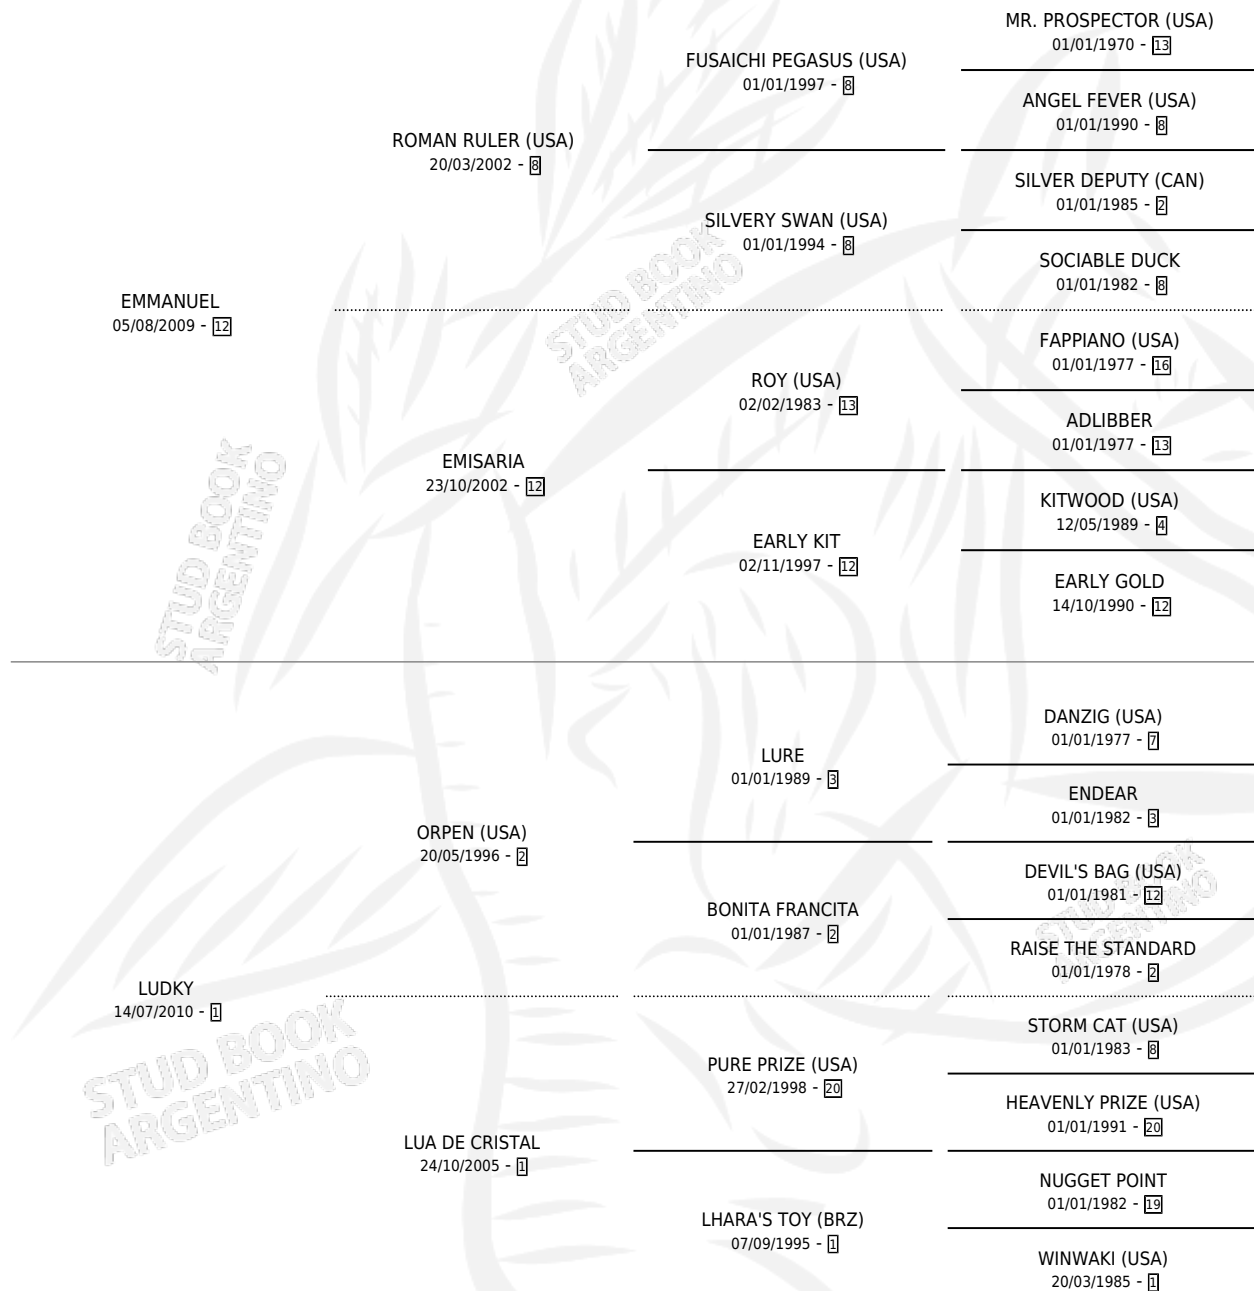 MR. PROSPECTOR (USA)
01/01/1970 - 13
FUSAICHI PEGASUS (USA)
01/01/1997 - 8
ANGEL FEVER (USA)
01/01/1990 - 8
ROMAN RULER (USA)
20/03/2002 - 8
SILVER DEPUTY (CAN)
01/01/1985 - 2
SILVERY SWAN (USA)
01/01/1994 - 8
SOCIABLE DUCK
01/01/1982 - 8
EMMANUEL
05/08/2009 - 12
STUD BOOK
ARGENTINO
FAPPIANO (USA)
01/01/1977 - 16
ROY (USA)
02/02/1983 - 13
ADLIBBER
01/01/1977 - 13
EMISARIA
23/10/2002 - 12
KITWOOD (USA)
12/05/1989 - 4
EARLY KIT
02/11/1997 - 12
EARLY GOLD
14/10/1990 - 12
STUD BOOK
ARGENTINO
DANZIG (USA)
01/01/1977 - 7
LURE
01/01/1989 - 3
ENDEAR
01/01/1982 - 3
ORPEN (USA)
20/05/1996 - 2
DEVIL'S BAG (USA)
01/01/1981 - 12
BONITA FRANCITA
01/01/1987 - 2
RAISE THE STANDARD
01/01/1978 - 2
STUD BOOK
ARGENTINO
LUDKY
14/07/2010 - 1
STORM CAT (USA)
01/01/1983 - 8
PURE PRIZE (USA)
27/02/1998 - 20
HEAVENLY PRIZE (USA)
01/01/1991 - 20
STUD BOOK
ARGENTINO
LUA DE CRISTAL
24/10/2005 - 1
NUGGET POINT
01/01/1982 - 19
LHARA'S TOY (BRZ)
07/09/1995 - 1
WINWAKI (USA)
20/03/1985 - 1